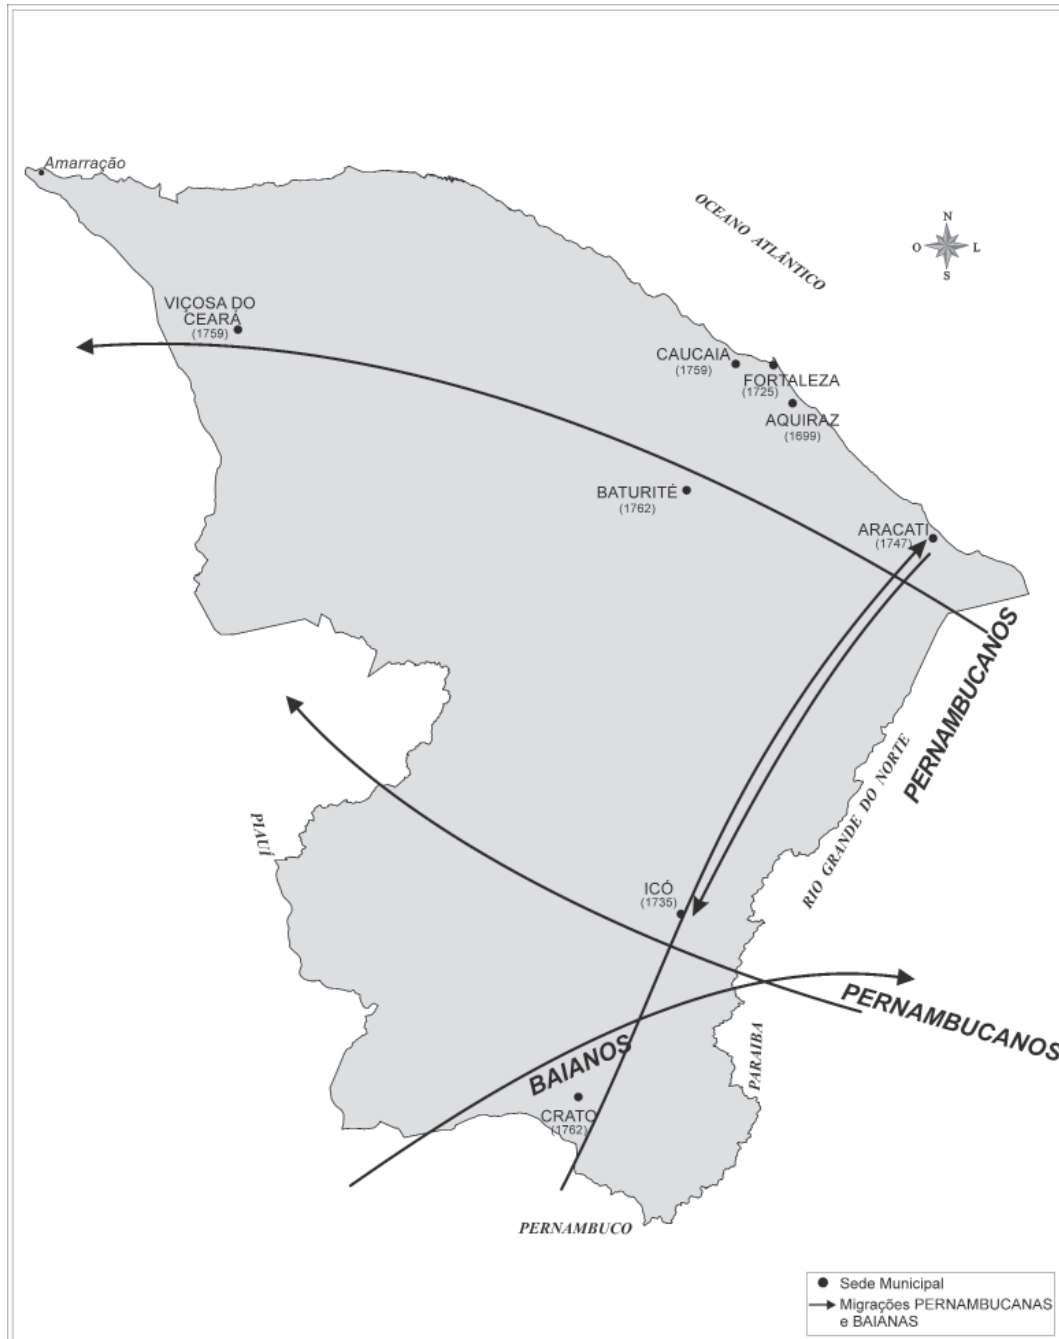 Amarração
OCEANO ATLÂNTICO
N
O
L
S
VIÇOSA DO
CEARÁ
(1759)
CAUCAIA
(1759)
FORTALEZA
(1725)
AQUIRAZ
(1699)
BATURITÉ
(1762)
ARACATI
(1747)
PERNAMBUCANOS
RIO GRANDE DO NORTE
PIAUÍ
ICÓ
(1735)
PERNAMBUCANOS
BAIANOS
PARAIBA
CRATO
(1762)
PERNAMBUCO
Sede Municipal
Migrações PERNAMBUCANAS
e BAIANAS